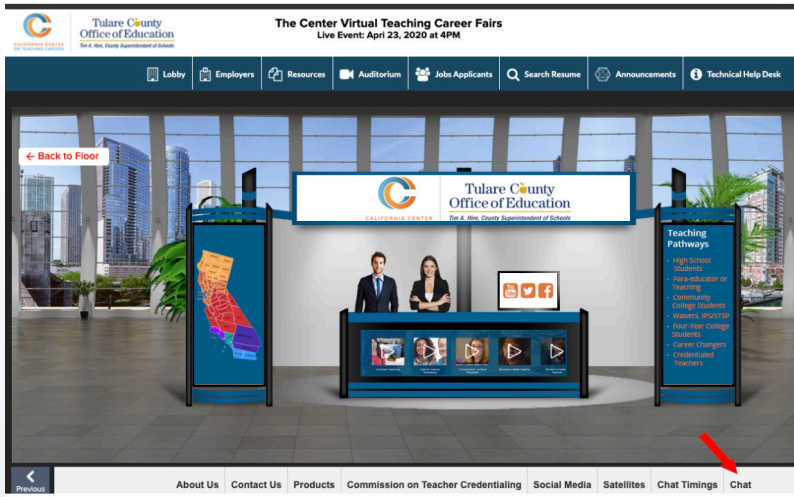 CALIFORNIA CENTER
ON TEACHING CAREERS
Tulare County
Office of Education
Tim A. Hire, County Superintendent of Schools
The Center Virtual Teaching Career Fairs
Live Event: Apri 23, 2020 at 4PM
Lobby
Employers
Resources
Auditorium
Jobs Applicants
Search Resume
Announcements
Technical Help Desk
← Back to Floor
CALIFORNIA CENTER
Tulare County
Office of Education
Tim A. Hire, County Superintendent of Schools
Teaching
Pathways
- High School
Students
- Para-educator or
Teaching
- Community
College Students
- Waivers, IPS/STSP
- Four-Year College
Students
- Career Changers
- Credentialed
Teachers
You
Tube
Previous
About Us
Contact Us
Products
Commission on Teacher Credentialing
Social Media
Satellites
Chat Timings
Chat